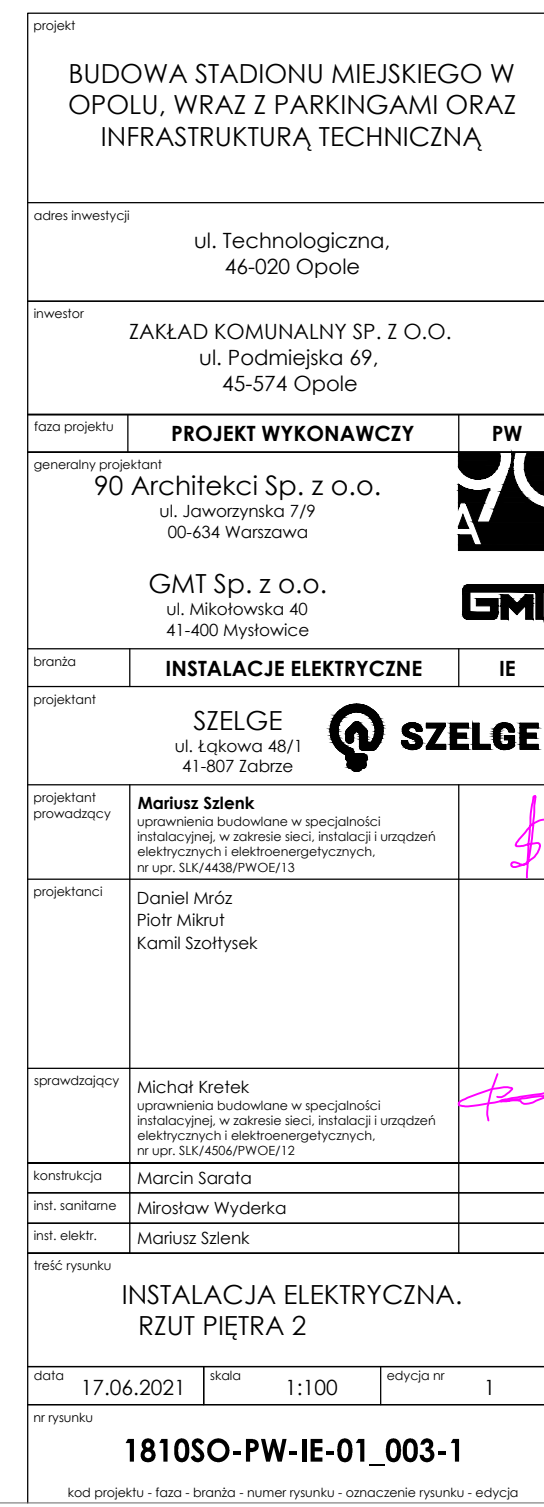 projekt
BUDOWA STADIONU MIEJSKIEGO W
OPOLU, WRAZ Z PARKINGAMI ORAZ
INFRASTRUKTURĄ TECHNICZNĄ
adres inwestycji
ul. Technologiczna,
46-020 Opole
inwestor
ZAKŁAD KOMUNALNY SP. Z O.O.
ul. Podmiejska 69,
45-574 Opole
faza projektu PROJEKT WYKONAWCZY PW
generalny projektant
90 Architekci Sp. z o.o.
ul. Jaworzynska 7/9
00-634 Warszawa
90
A
GMT Sp. z o.o.
ul. Mikołowska 40
41-400 Mysłowice
GMT
branża INSTALACJE ELEKTRYCZNE IE
projektant
SZELGE
ul. Łąkowa 48/1
41-807 Zabrze
SZELGE
projektant
prowadzący
Mariusz Szlenk
uprawnienia budowlane w specjalności
instalacyjnej, w zakresie sieci, instalacji i urządzeń
elektrycznych i elektroenergetycznych,
nr upr. SLK/4438/PWOE/13
projektanci
Daniel Mróz
Piotr Mikrut
Kamil Szołtysek
sprawdzający
Michał Kretek
uprawnienia budowlane w specjalności
instalacyjnej, w zakresie sieci, instalacji i urządzeń
elektrycznych i elektroenergetycznych,
nr upr. SLK/4506/PWOE/12
konstrukcja Marcin Sarata
inst. sanitarne Mirosław Wyderka
inst. elektr. Mariusz Szlenk
treść rysunku
INSTALACJA ELEKTRYCZNA.
RZUT PIĘTRA 2
data 17.06.2021 skala 1:100 edycja nr 1
nr rysunku
1810SO-PW-IE-01_003-1
kod projektu - faza - branża - numer rysunku - oznaczenie rysunku - edycja